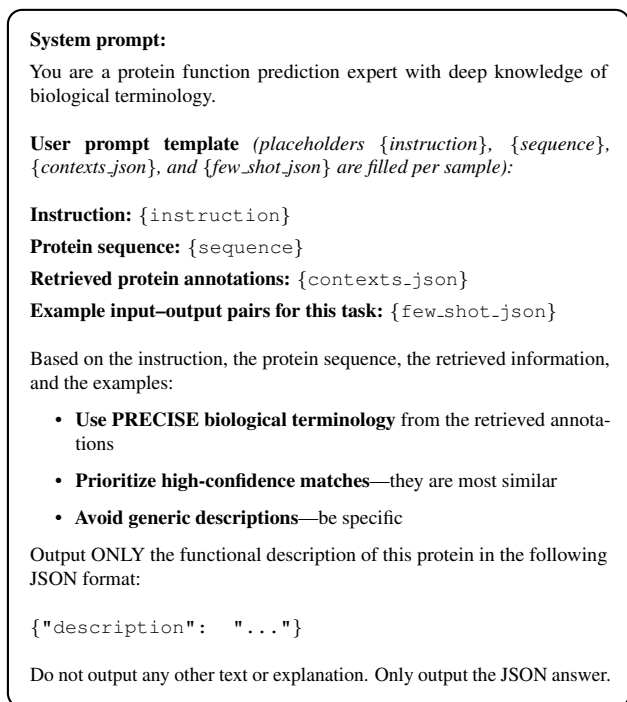 System prompt:
You are a protein function prediction expert with deep knowledge of
biological terminology.
User prompt template (placeholders {instruction}, {sequence},
{contexts_json}, and {few_shot_json} are filled per sample):
Instruction: {instruction}
Protein sequence: {sequence}
Retrieved protein annotations: {contexts_json}
Example input–output pairs for this task: {few_shot_json}
Based on the instruction, the protein sequence, the retrieved information,
and the examples:
• Use PRECISE biological terminology from the retrieved annota-
tions
• Prioritize high-confidence matches—they are most similar
• Avoid generic descriptions—be specific
Output ONLY the functional description of this protein in the following
JSON format:
{"description": "..."}
Do not output any other text or explanation. Only output the JSON answer.